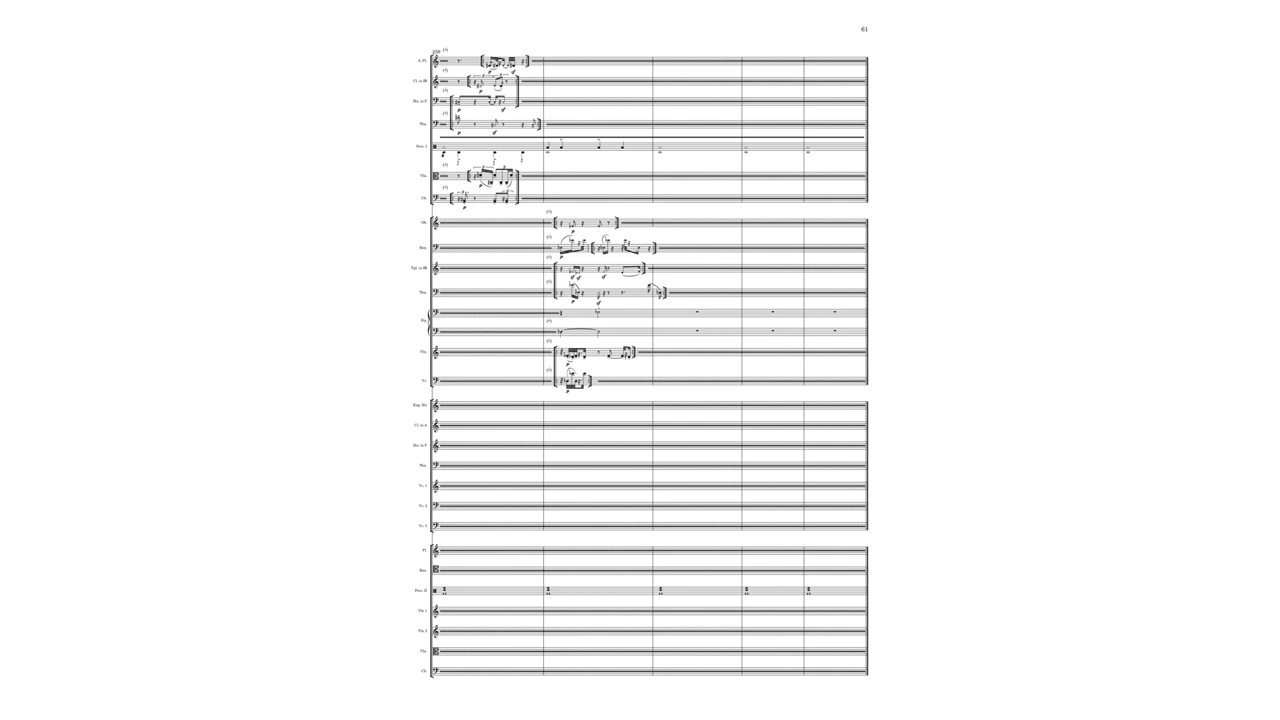 61
(*)
A. Fl.
(*)
Cl. in B♭
(*)
Hn. in F
(*)
Tbn.
Perc. I
(*)
Vla.
(*)
Cb.
(*)
Ob.
(*)
Bsn.
(*)
Tpt. in B♭
(*)
Tbn.
Pno.
(*)
(*)
Vln.
(*)
Vc.
Eng. Hn.
Cl. in A
Hn. in F
Tbn.
Vc. 1
Vc. 2
Vc. 3
Fl.
Bsn.
Perc. II
Vln 1
Vln 2
Vla.
Cb.